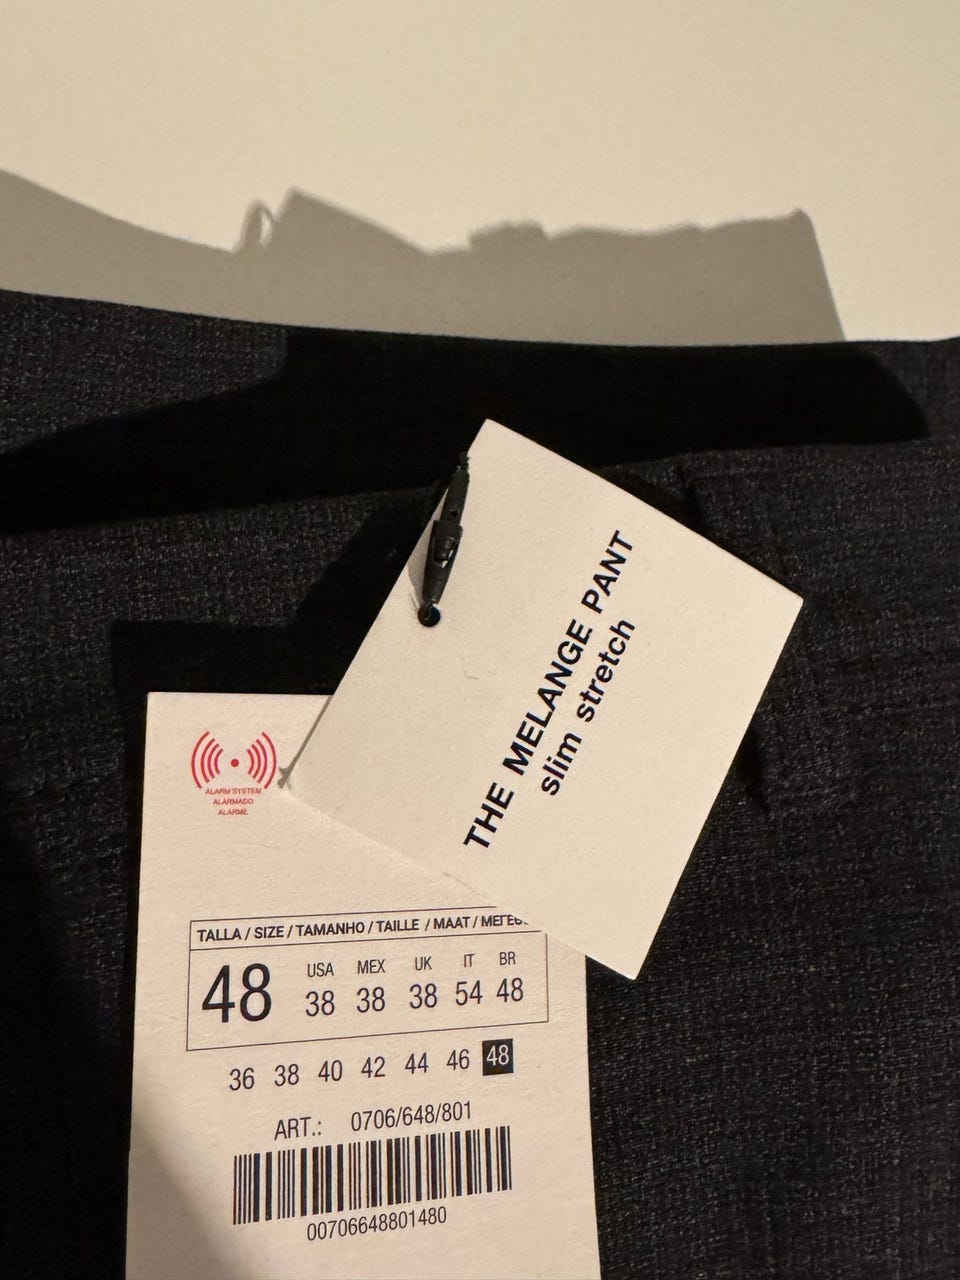 THE MELANGE PANT
slim stretch
ALARM SYSTEM
ALARMADO
ALARME
TALLA / SIZE / TAMANHO / TAILLE / MAAT /
48
USA MEX UK IT BR
38 38 38 54 48
36 38 40 42 44 46 48
ART.: 0706/648/801
00706648801480